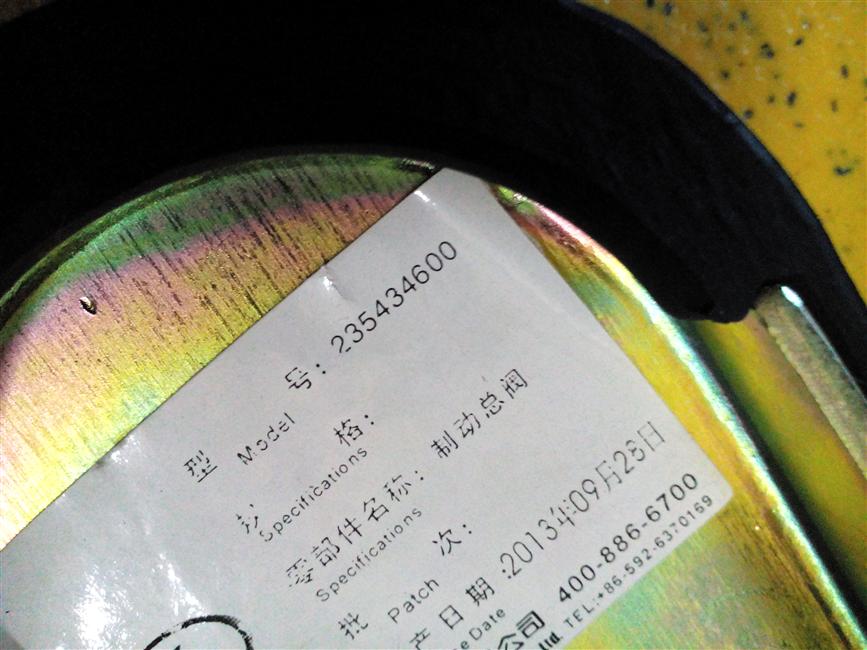 型 号：235434600
Model
格：
Specifications
零部件名称：制动总阀
Specifications
批 次：
Patch
产日期：2013年09月28日
Date
公司 400-886-6700
Ltd. TEL:+86-592-6370169